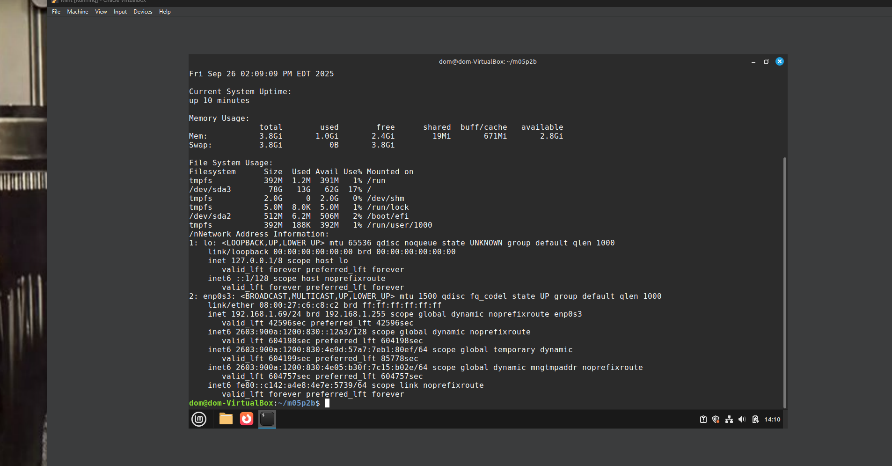 File Machine View Input Devices Help
dom@dom-VirtualBox: ~/m05p2b
Fri Sep 26 02:09:09 PM EDT 2025
Current System Uptime:
up 10 minutes
Memory Usage:
total used free shared buff/cache available
Mem: 3.8Gi 1.0Gi 2.4Gi 19Mi 671Mi 2.8Gi
Swap: 3.8Gi 0B 3.8Gi
File System Usage:
Filesystem Size Used Avail Use% Mounted on
tmpfs 392M 1.2M 391M 1% /run
/dev/sda3 78G 13G 62G 17% /
tmpfs 2.0G 0 2.0G 0% /dev/shm
tmpfs 5.0M 8.0K 5.0M 1% /run/lock
/dev/sda2 512M 6.2M 506M 2% /boot/efi
tmpfs 392M 188K 392M 1% /run/user/1000
/nNetwork Address Information:
1: lo: <LOOPBACK,UP,LOWER_UP> mtu 65536 qdisc noqueue state UNKNOWN group default qlen 1000
link/loopback 00:00:00:00:00:00 brd 00:00:00:00:00:00
inet 127.0.0.1/8 scope host lo
valid_lft forever preferred_lft forever
inet6 ::1/128 scope host noprefixroute
valid_lft forever preferred_lft forever
2: enp0s3: <BROADCAST,MULTICAST,UP,LOWER_UP> mtu 1500 qdisc fq_codel state UP group default qlen 1000
link/ether 08:00:27:c6:c8:c2 brd ff:ff:ff:ff:ff:ff
inet 192.168.1.69/24 brd 192.168.1.255 scope global dynamic noprefixroute enp0s3
valid_lft 42596sec preferred_lft 42596sec
inet6 2603:900a:1200:830::12a3/128 scope global dynamic noprefixroute
valid_lft 604198sec preferred_lft 604198sec
inet6 2603:900a:1200:830:4e9d:57a7:7eb1:80ef/64 scope global temporary dynamic
valid_lft 604199sec preferred_lft 85778sec
inet6 2603:900a:1200:830:4e05:b30f:7c15:b02e/64 scope global dynamic mngtmpaddr noprefixroute
valid_lft 604757sec preferred_lft 604757sec
inet6 fe80::c142:a4e8:4e7e:5739/64 scope link noprefixroute
valid_lft forever preferred_lft forever
dom@dom-VirtualBox:~/m05p2b$
14:10